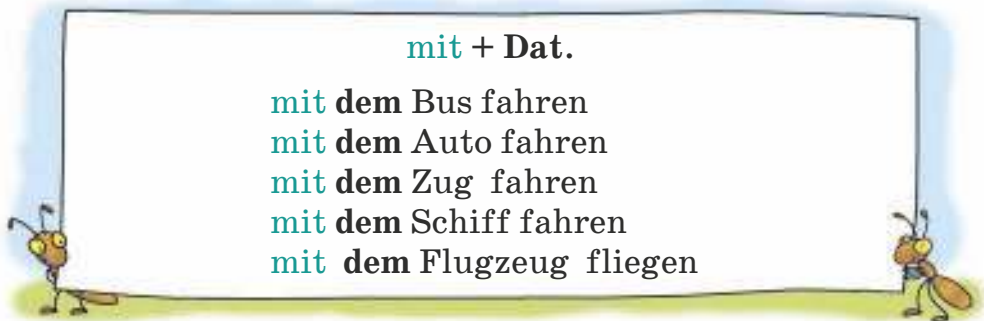 mit + Dat.
mit dem Bus fahren
mit dem Auto fahren
mit dem Zug fahren
mit dem Schiff fahren
mit dem Flugzeug fliegen